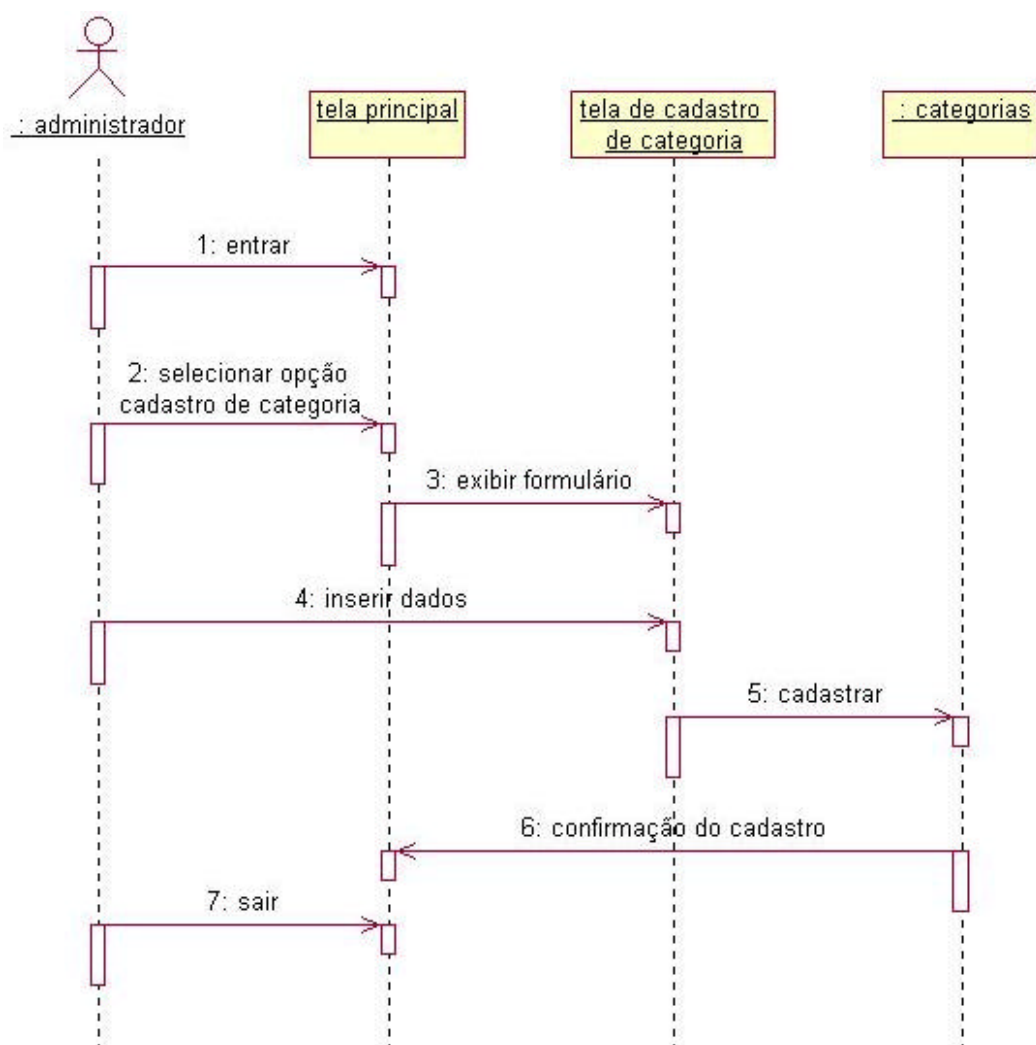 : administrador
tela principal
tela de cadastro
de categoria
: categorias
1: entrar
2: selecionar opção
cadastro de categoria
3: exibir formulário
4: inserir dados
5: cadastrar
6: confirmação do cadastro
7: sair